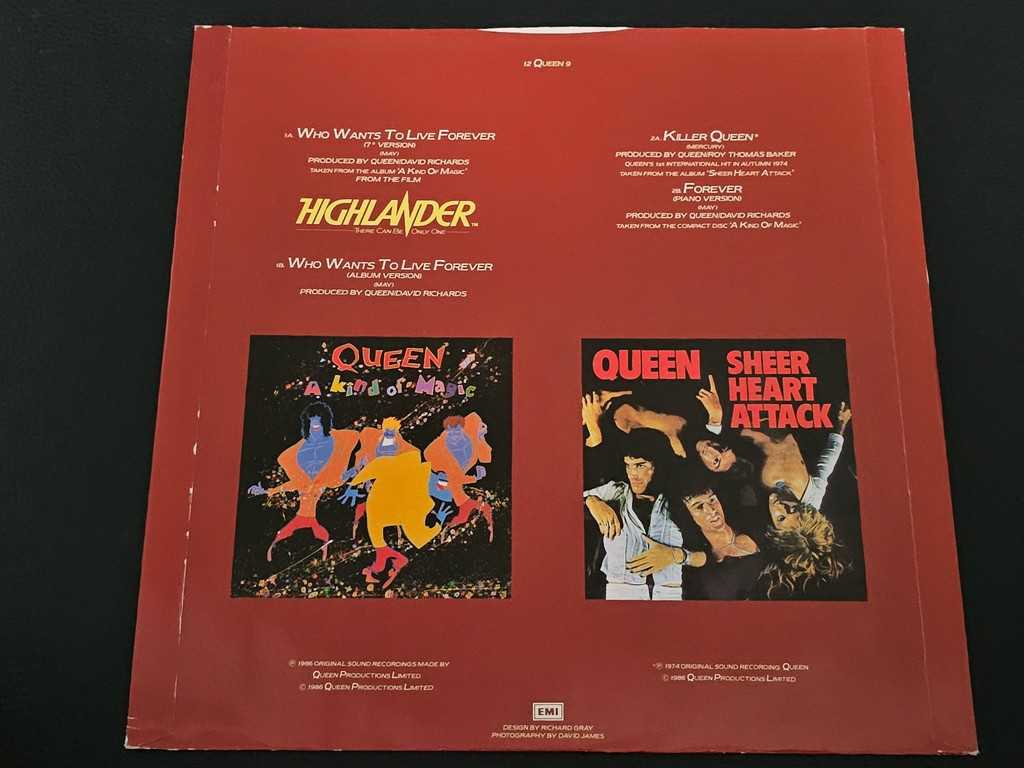 12 QUEEN 9
1A. WHO WANTS TO LIVE FOREVER
(7" VERSION)
(MAY)
PRODUCED BY QUEEN/DAVID RICHARDS
TAKEN FROM THE ALBUM 'A KIND OF MAGIC'
FROM THE FILM
HIGHLANDER™
THERE CAN BE ONLY ONE
1B. WHO WANTS TO LIVE FOREVER
(ALBUM VERSION)
(MAY)
PRODUCED BY QUEEN/DAVID RICHARDS
2A. KILLER QUEEN*
(MERCURY)
PRODUCED BY QUEEN/ROY THOMAS BAKER
QUEEN'S 1st INTERNATIONAL HIT IN AUTUMN 1974
TAKEN FROM THE ALBUM 'SHEER HEART ATTACK'
2B. FOREVER
(PIANO VERSION)
(MAY)
PRODUCED BY QUEEN/DAVID RICHARDS
TAKEN FROM THE COMPACT DISC 'A KIND OF MAGIC'
QUEEN
A Kind of Magic
QUEEN
SHEER
HEART
ATTACK
℗ 1986 ORIGINAL SOUND RECORDINGS MADE BY
QUEEN PRODUCTIONS LIMITED
© 1986 QUEEN PRODUCTIONS LIMITED
*℗ 1974 ORIGINAL SOUND RECORDING QUEEN
© 1986 QUEEN PRODUCTIONS LIMITED
EMI
DESIGN BY RICHARD GRAY
PHOTOGRAPHY BY DAVID JAMES